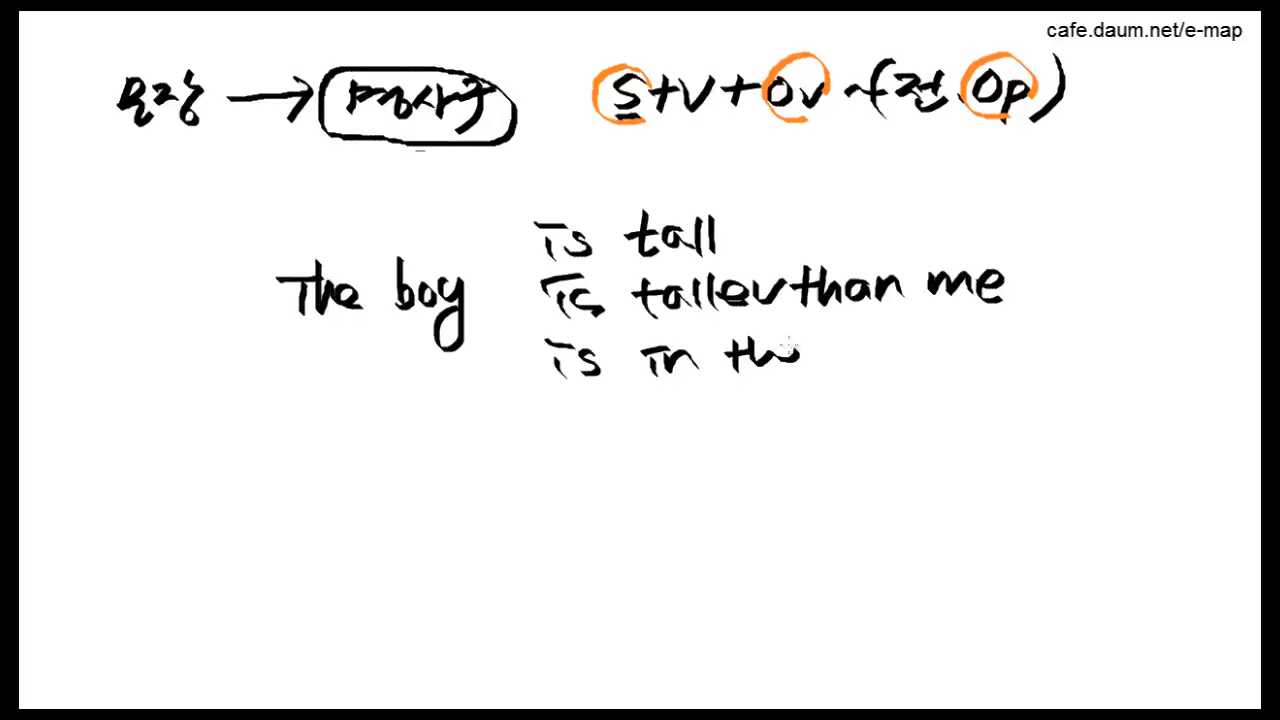 cafe.daum.net/e-map
문장 → 명사구 S+V+Ov ~(전 Op)
is tall
The boy is taller than me
is in the